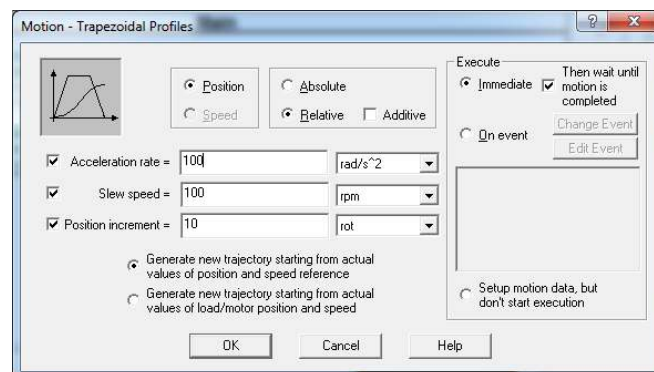 Motion - Trapezoidal Profiles
Position
Speed
Absolute
Relative
Additive
Execute
Immediate
Then wait until
motion is
completed
On event
Change Event
Edit Event
Acceleration rate = 100 rad/s^2
Slew speed = 100 rpm
Position increment = 10 rot
Generate new trajectory starting from actual
values of position and speed reference
Generate new trajectory starting from actual
values of load/motor position and speed
Setup motion data, but
don't start execution
OK Cancel Help